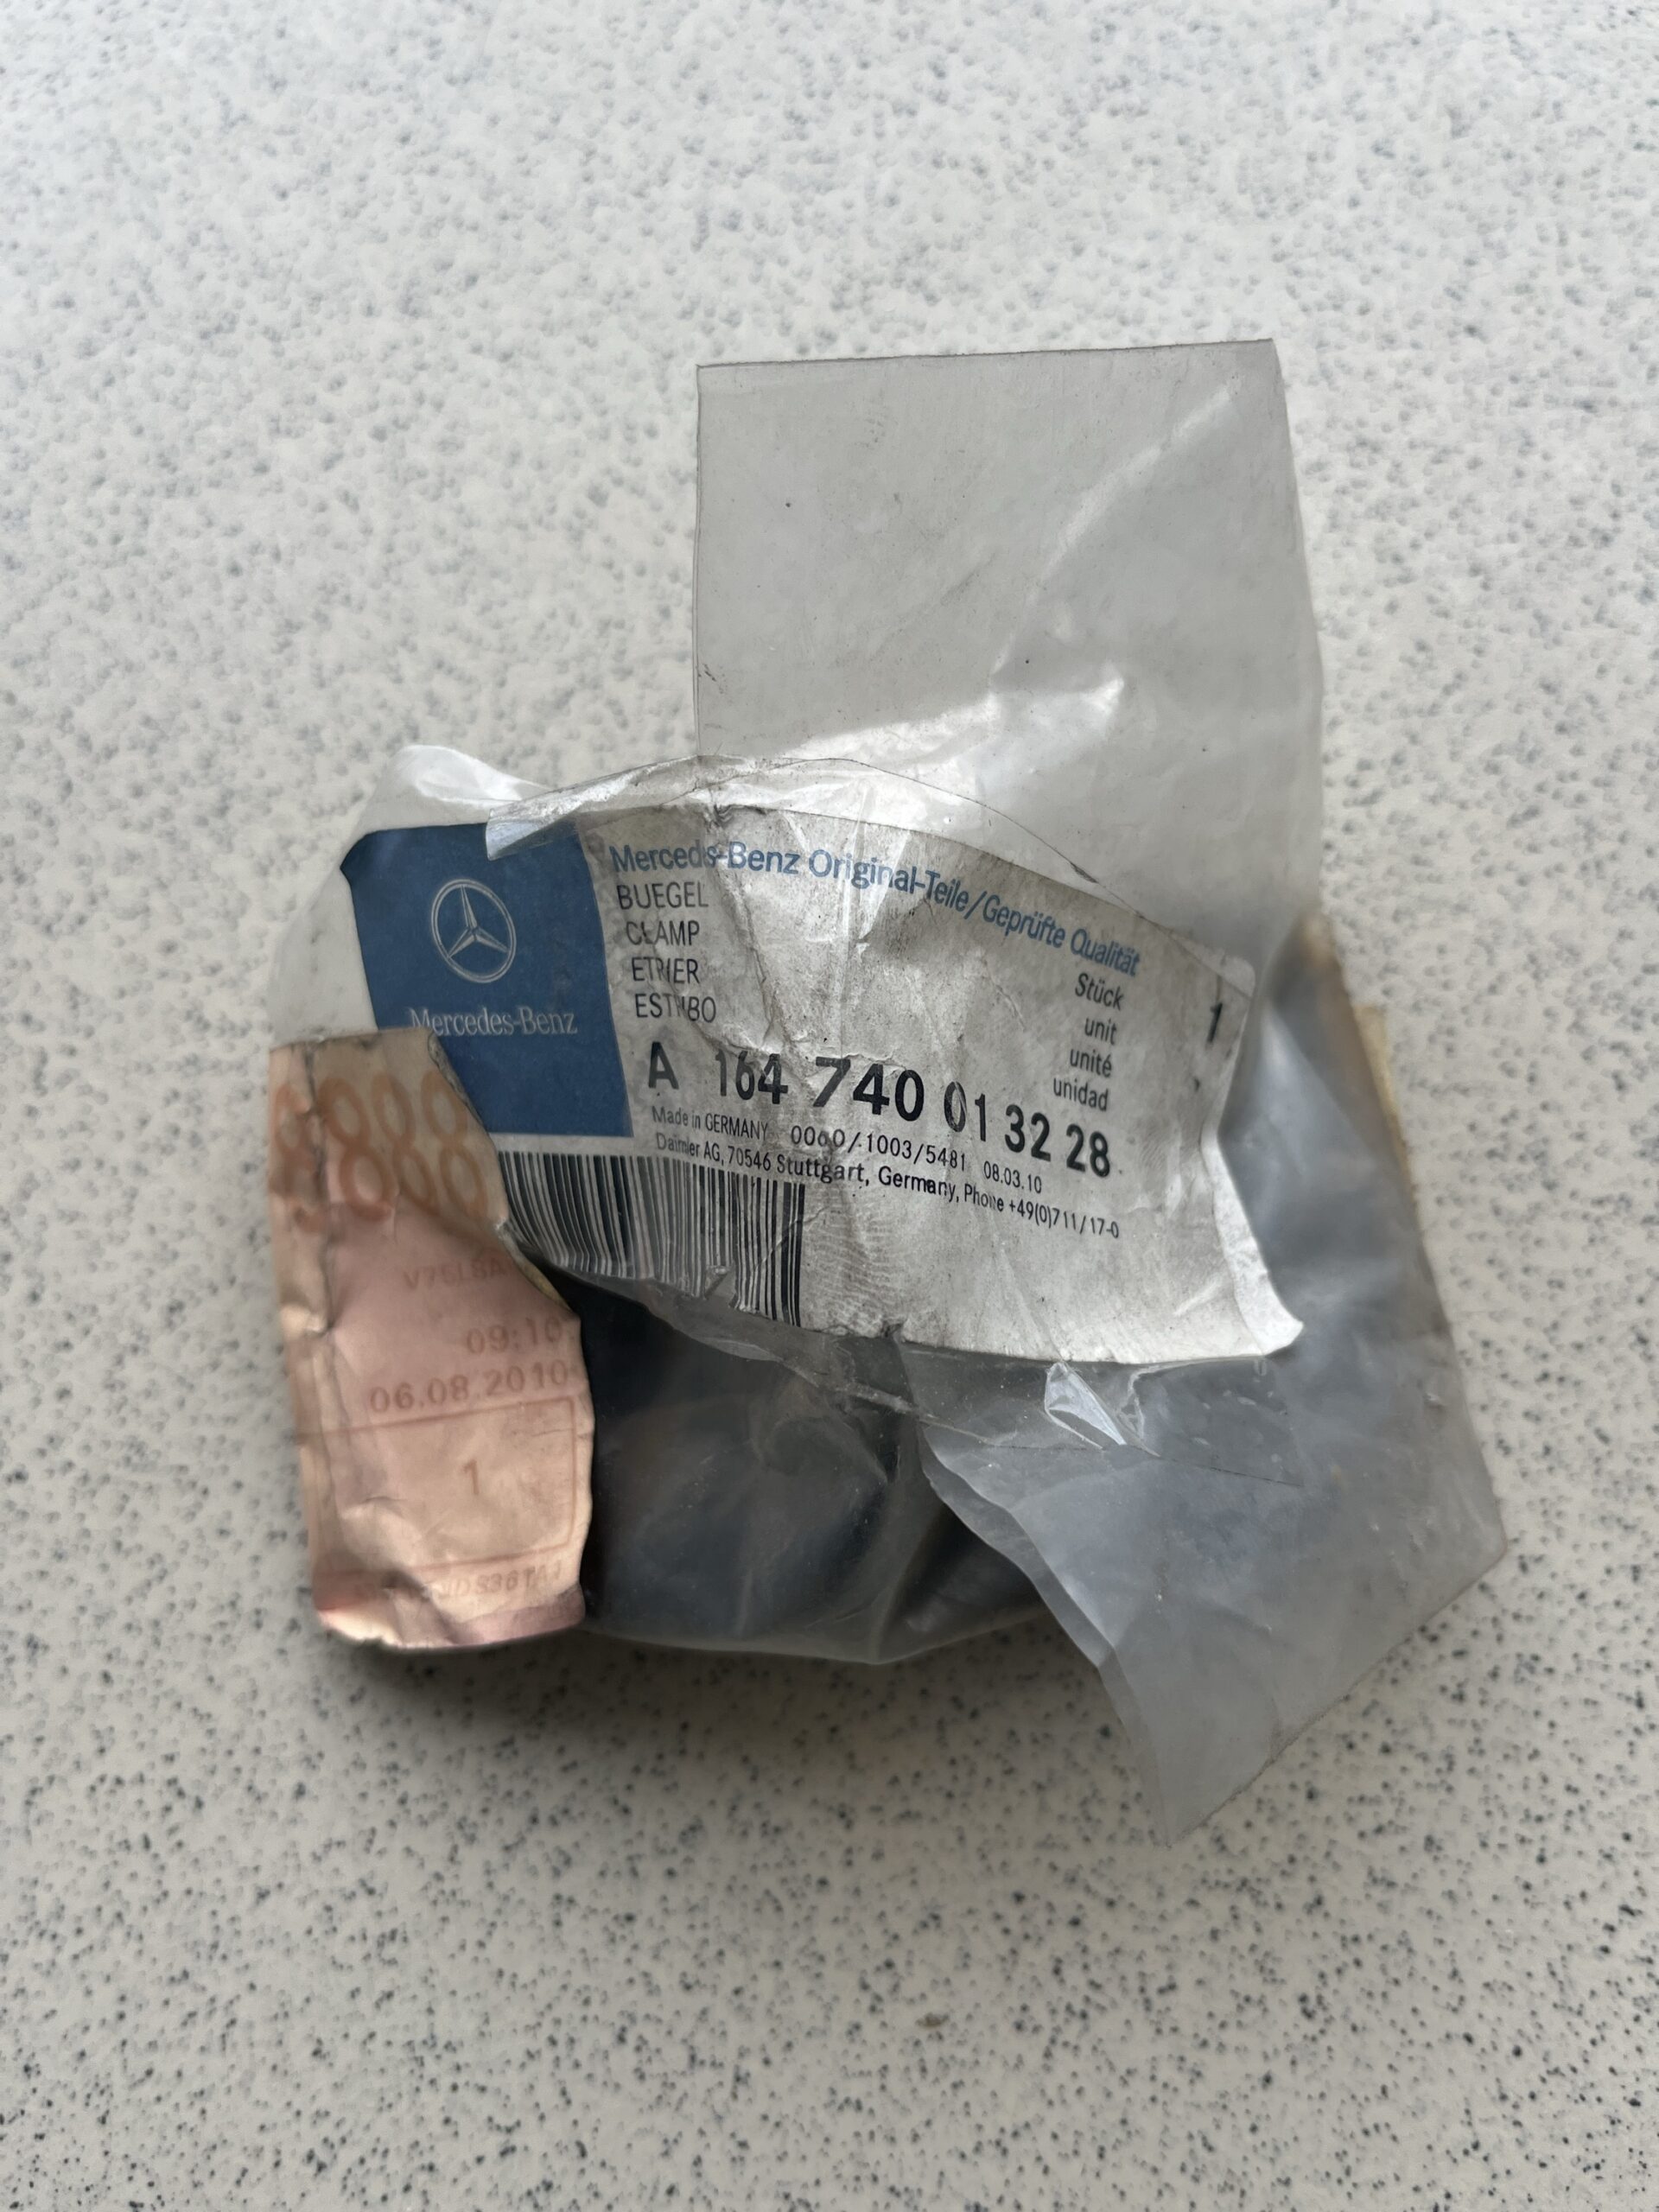 Mercedes-Benz
Mercedes-Benz Original-Teile/Geprüfte Qualität
BUEGEL
CLAMP
ETRIER
ESTRIBO
Stück
unit
unité
unidad
1
A 164 740 01 32 28
Made in GERMANY 0060/.1003/5481 08.03.10
Daimler AG, 70546 Stuttgart, Germany, Phone +49(0)711/17-0
09:10
06.08.2010
1